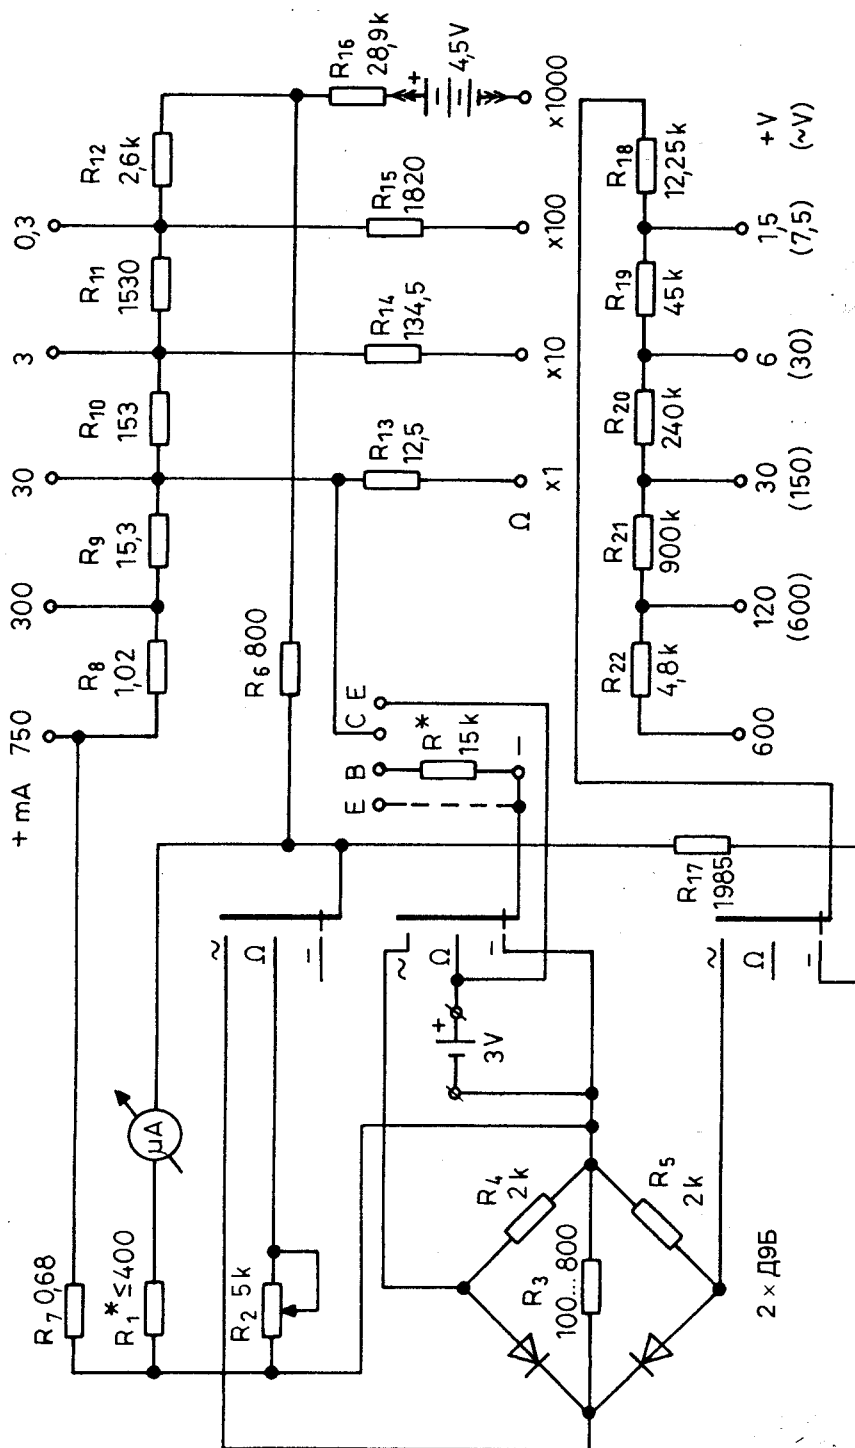 + mA 750 300 30 3 0,3
R8 1,02
R9 15,3
R10 153
R11 1530
R12 2,6k
R7 0,68
R1 * ≤400
µA
R2 5k
~
Ω
−
R6 800
R13 12,5
R14 134,5
R15 1820
R16 28,9k
+
4,5V
E B C E
R* 15k
−
Ω x1 x10 x100 x1000
~
Ω
−
+
3V
R4 2k
R3 100...800
R5 2k
2 × Д9Б
R17 1985
~
Ω
−
R22 4,8k
R21 900k
R20 240k
R19 45k
R18 12,25k
600 120 30 6 1,5 +V
(600) (150) (30) (7,5) (~V)